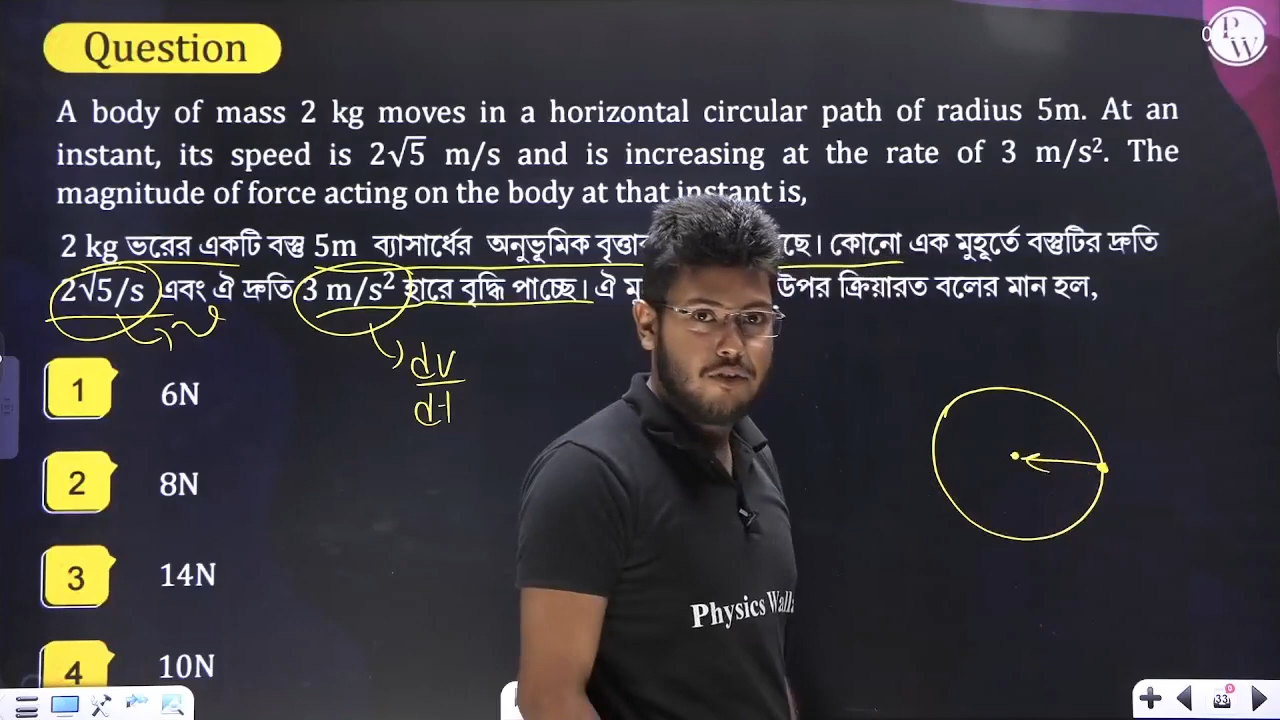 Question
A body of mass 2 kg moves in a horizontal circular path of radius 5m. At an
instant, its speed is 2√5 m/s and is increasing at the rate of 3 m/s². The
magnitude of force acting on the body at that instant is,
2 kg ভরের একটি বস্তু 5m ব্যাসার্ধের অনুভূমিক ছে। কোনো এক মুহূর্তে বস্তুটির দ্রুতি
2√5/s এবং ঐ দ্রুতি 3 m/s² হারে বৃদ্ধি পাচ্ছে। ঐ উপর ক্রিয়ারত বলের মান হল,
v
dv
dt
1 6N
2 8N
3 14N
4 10N
Physics Walla
PW
33